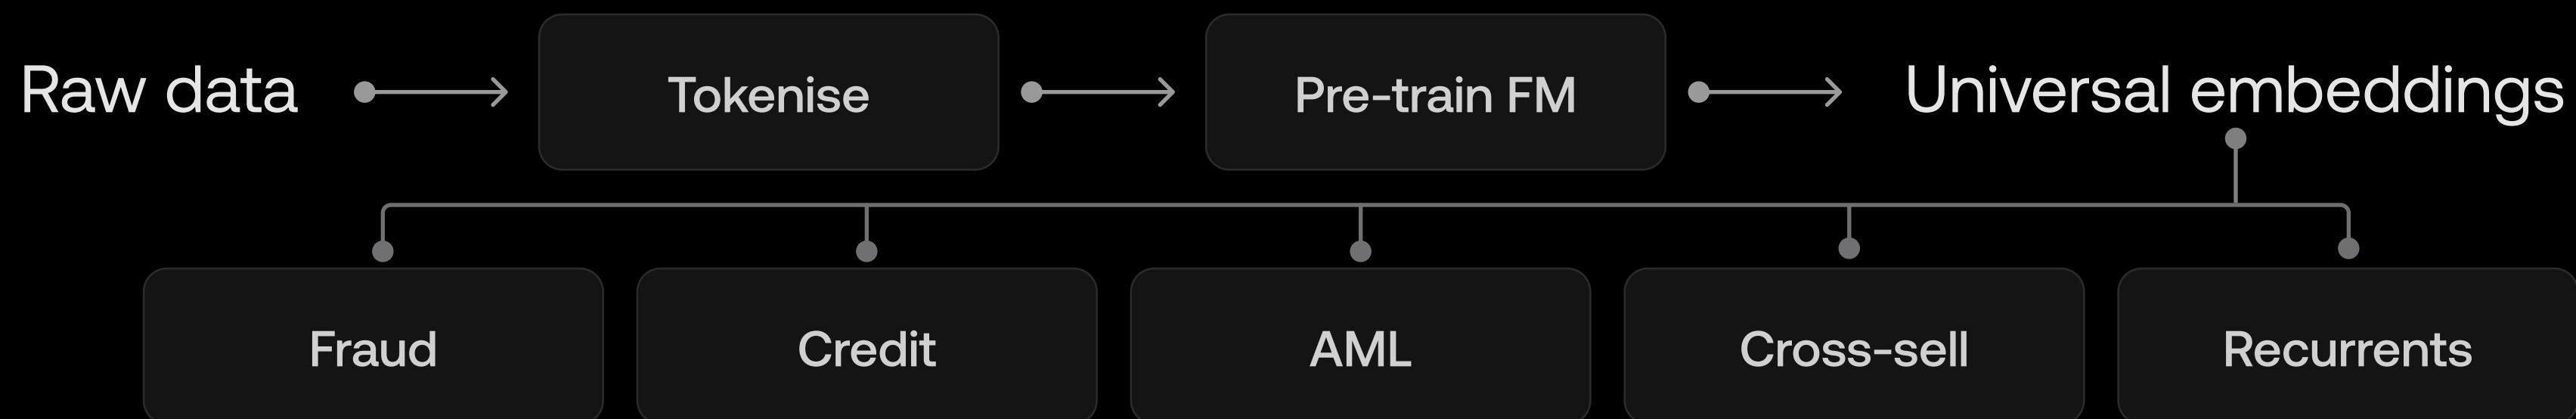 Raw data
Tokenise
Pre-train FM
Universal embeddings
Fraud
Credit
AML
Cross-sell
Recurrents